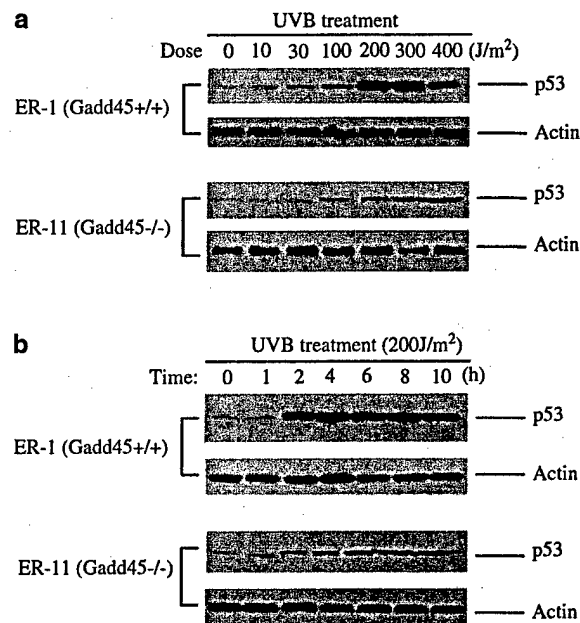 a
UVB treatment
Dose 0 10 30 100 200 300 400 (J/m²)
ER-1 (Gadd45+/+)
p53
Actin
ER-11 (Gadd45-/-)
p53
Actin
b
UVB treatment (200J/m²)
Time: 0 1 2 4 6 8 10 (h)
ER-1 (Gadd45+/+)
p53
Actin
ER-11 (Gadd45-/-)
p53
Actin